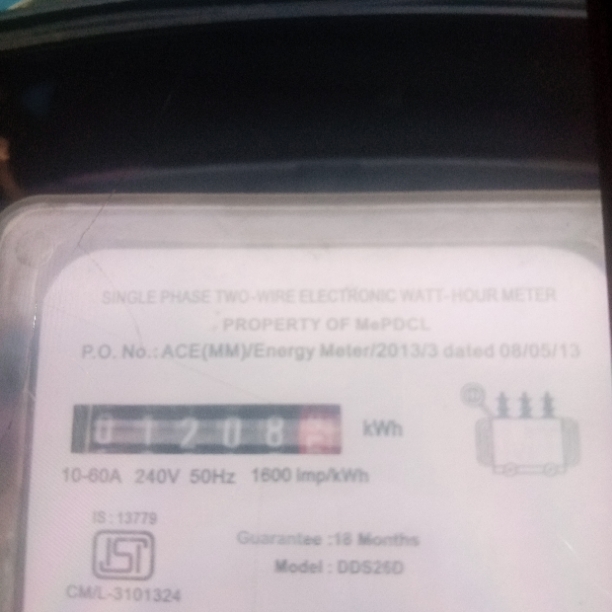 SINGLE PHASE TWO-WIRE ELECTRONIC WATT-HOUR METER
PROPERTY OF MePDCL
P.O. No.: ACE(MM)/Energy Meter/2013/3 dated 08/05/13
0 1 2 0 8 kWh
10-60A 240V 50Hz 1600 imp/kWh
IS : 13779
ISI
CM/L-3101324
Guarantee :18 Months
Model : DDS26D